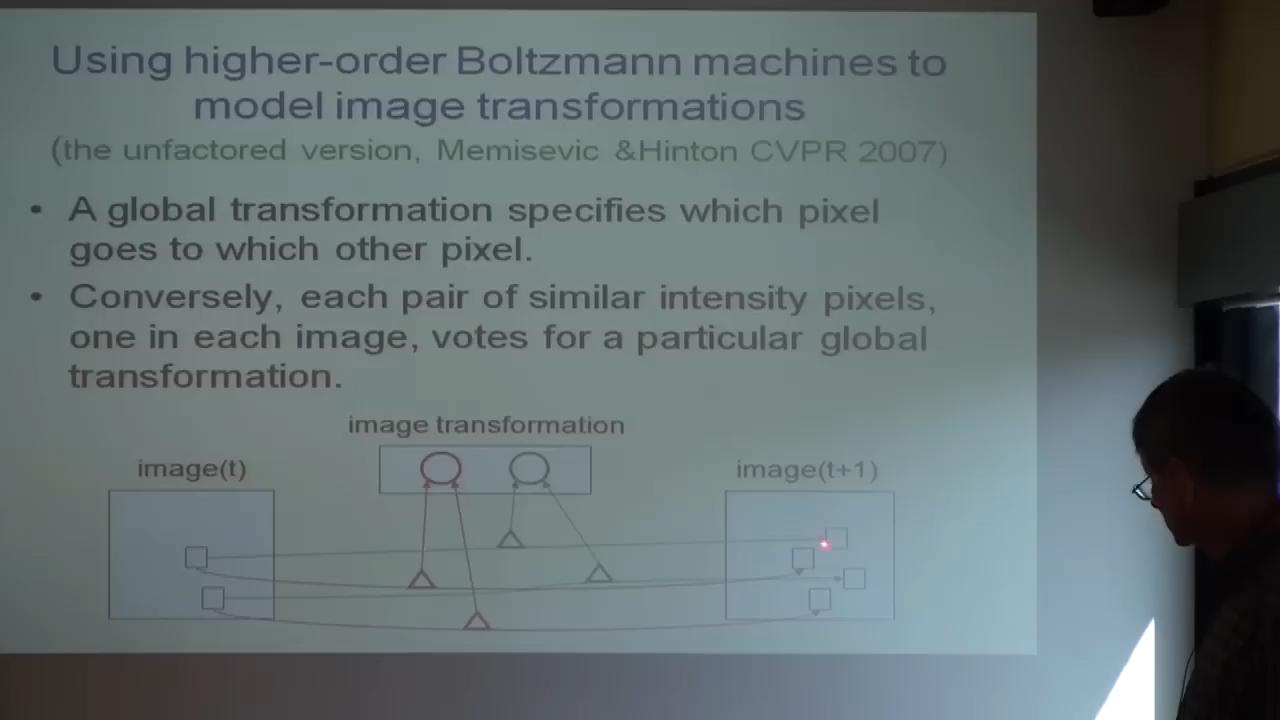 Using higher-order Boltzmann machines to
model image transformations
(the unfactored version, Memisevic &Hinton CVPR 2007)
• A global transformation specifies which pixel
goes to which other pixel.
• Conversely, each pair of similar intensity pixels,
one in each image, votes for a particular global
transformation.
image transformation
image(t)
image(t+1)